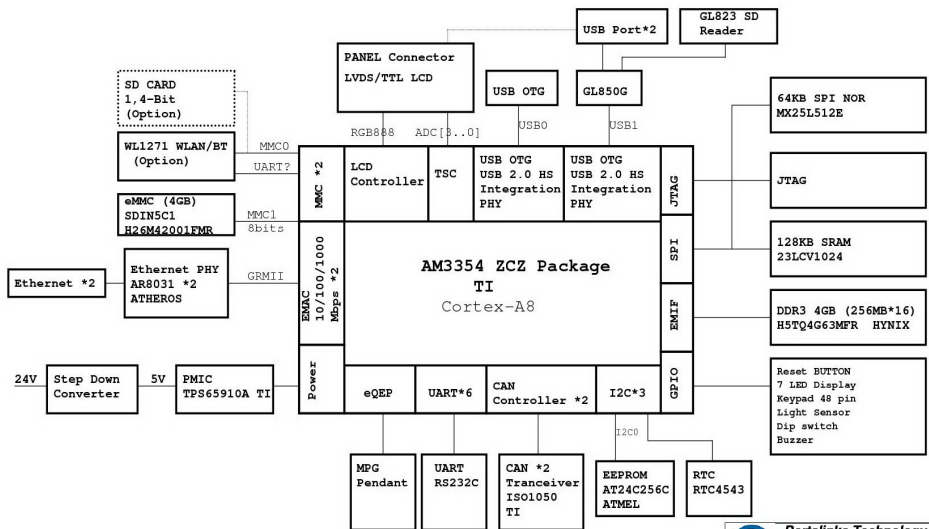 USB Port*2
GL823 SD
Reader
PANEL Connector
LVDS/TTL LCD
SD CARD
1,4-Bit
(Option)
USB OTG
GL850G
64KB SPI NOR
MX25L512E
RGB888
ADC[3..0]
USB0
USB1
WL1271 WLAN/BT
(Option)
MMC0
UART?
MMC *2
LCD
Controller
TSC
USB OTG
USB 2.0 HS
Integration
PHY
USB OTG
USB 2.0 HS
Integration
PHY
JTAG
JTAG
eMMC (4GB)
SDIN5C1
H26M42001FMR
MMC1
8bits
SPI
128KB SRAM
23LCV1024
Ethernet *2
Ethernet PHY
AR8031 *2
ATHEROS
GRMII
EMAC
10/100/1000
Mbps *2
AM3354 ZCZ Package
TI
Cortex-A8
EMIF
DDR3 4GB (256MB*16)
H5TQ4G63MFR HYNIX
24V
Step Down
Converter
5V
PMIC
TPS65910A TI
Power
eQEP
UART*6
CAN
Controller *2
I2C*3
GPIO
Reset BUTTON
7 LED Display
Keypad 48 pin
Light Sensor
Dip switch
Buzzer
I2C0
MPG
Pendant
UART
RS232C
CAN *2
Tranceiver
ISO1050
TI
EEPROM
AT24C256C
ATMEL
RTC
RTC4543